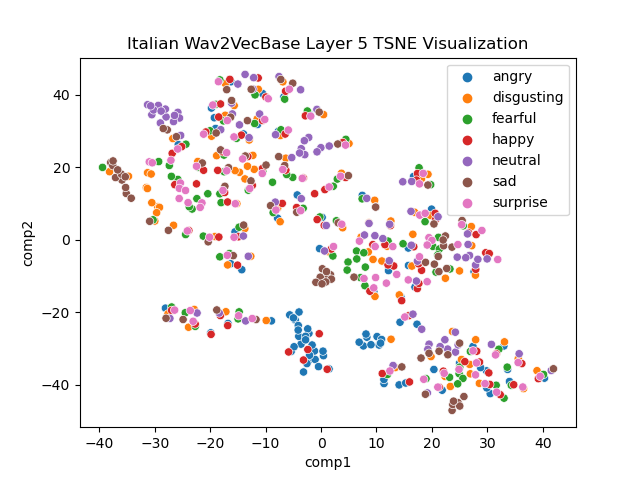 Italian Wav2VecBase Layer 5 TSNE Visualization
angry
disgusting
fearful
happy
neutral
sad
surprise
40
20
0
−20
−40
comp2
−40 −30 −20 −10 0 10 20 30 40
comp1